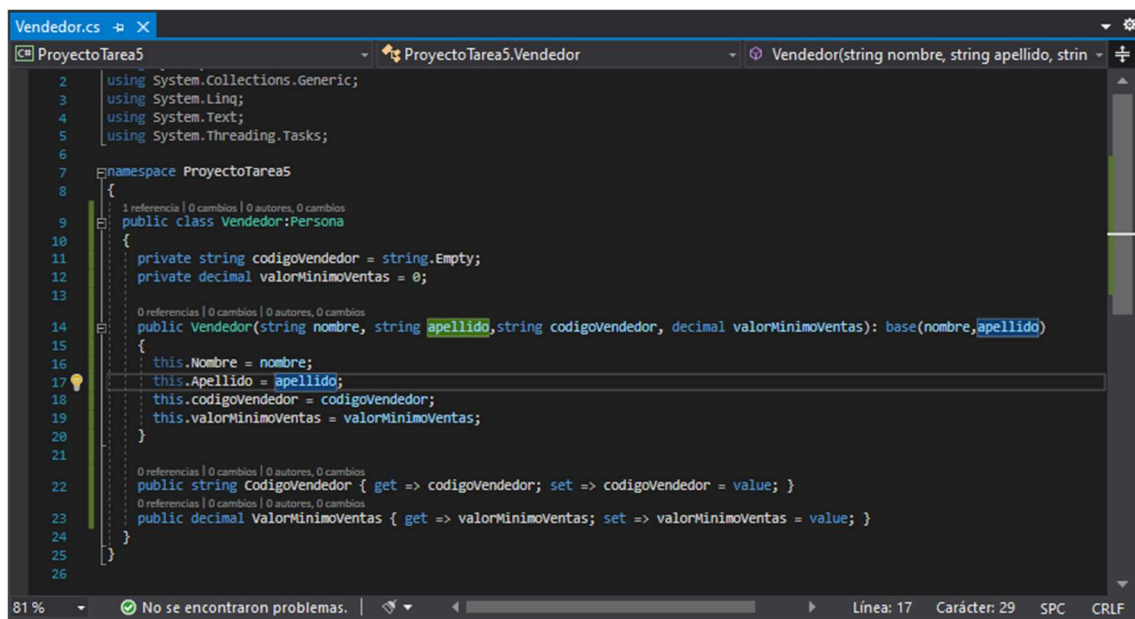 Vendedor.cs
ProyectoTarea5 ProyectoTarea5.Vendedor Vendedor(string nombre, string apellido, strin
2 using System.Collections.Generic;
3 using System.Linq;
4 using System.Text;
5 using System.Threading.Tasks;
6
7 namespace ProyectoTarea5
8 {
1 referencia | 0 cambios | 0 autores, 0 cambios
9 public class Vendedor:Persona
10 {
11 private string codigoVendedor = string.Empty;
12 private decimal valorMinimoVentas = 0;
13
0 referencias | 0 cambios | 0 autores, 0 cambios
14 public Vendedor(string nombre, string apellido,string codigoVendedor, decimal valorMinimoVentas): base(nombre,apellido)
15 {
16 this.Nombre = nombre;
17 this.Apellido = apellido;
18 this.codigoVendedor = codigoVendedor;
19 this.valorMinimoVentas = valorMinimoVentas;
20 }
21
0 referencias | 0 cambios | 0 autores, 0 cambios
22 public string CodigoVendedor { get => codigoVendedor; set => codigoVendedor = value; }
0 referencias | 0 cambios | 0 autores, 0 cambios
23 public decimal ValorMinimoVentas { get => valorMinimoVentas; set => valorMinimoVentas = value; }
24 }
25 }
26
81 % No se encontraron problemas. Línea: 17 Carácter: 29 SPC CRLF